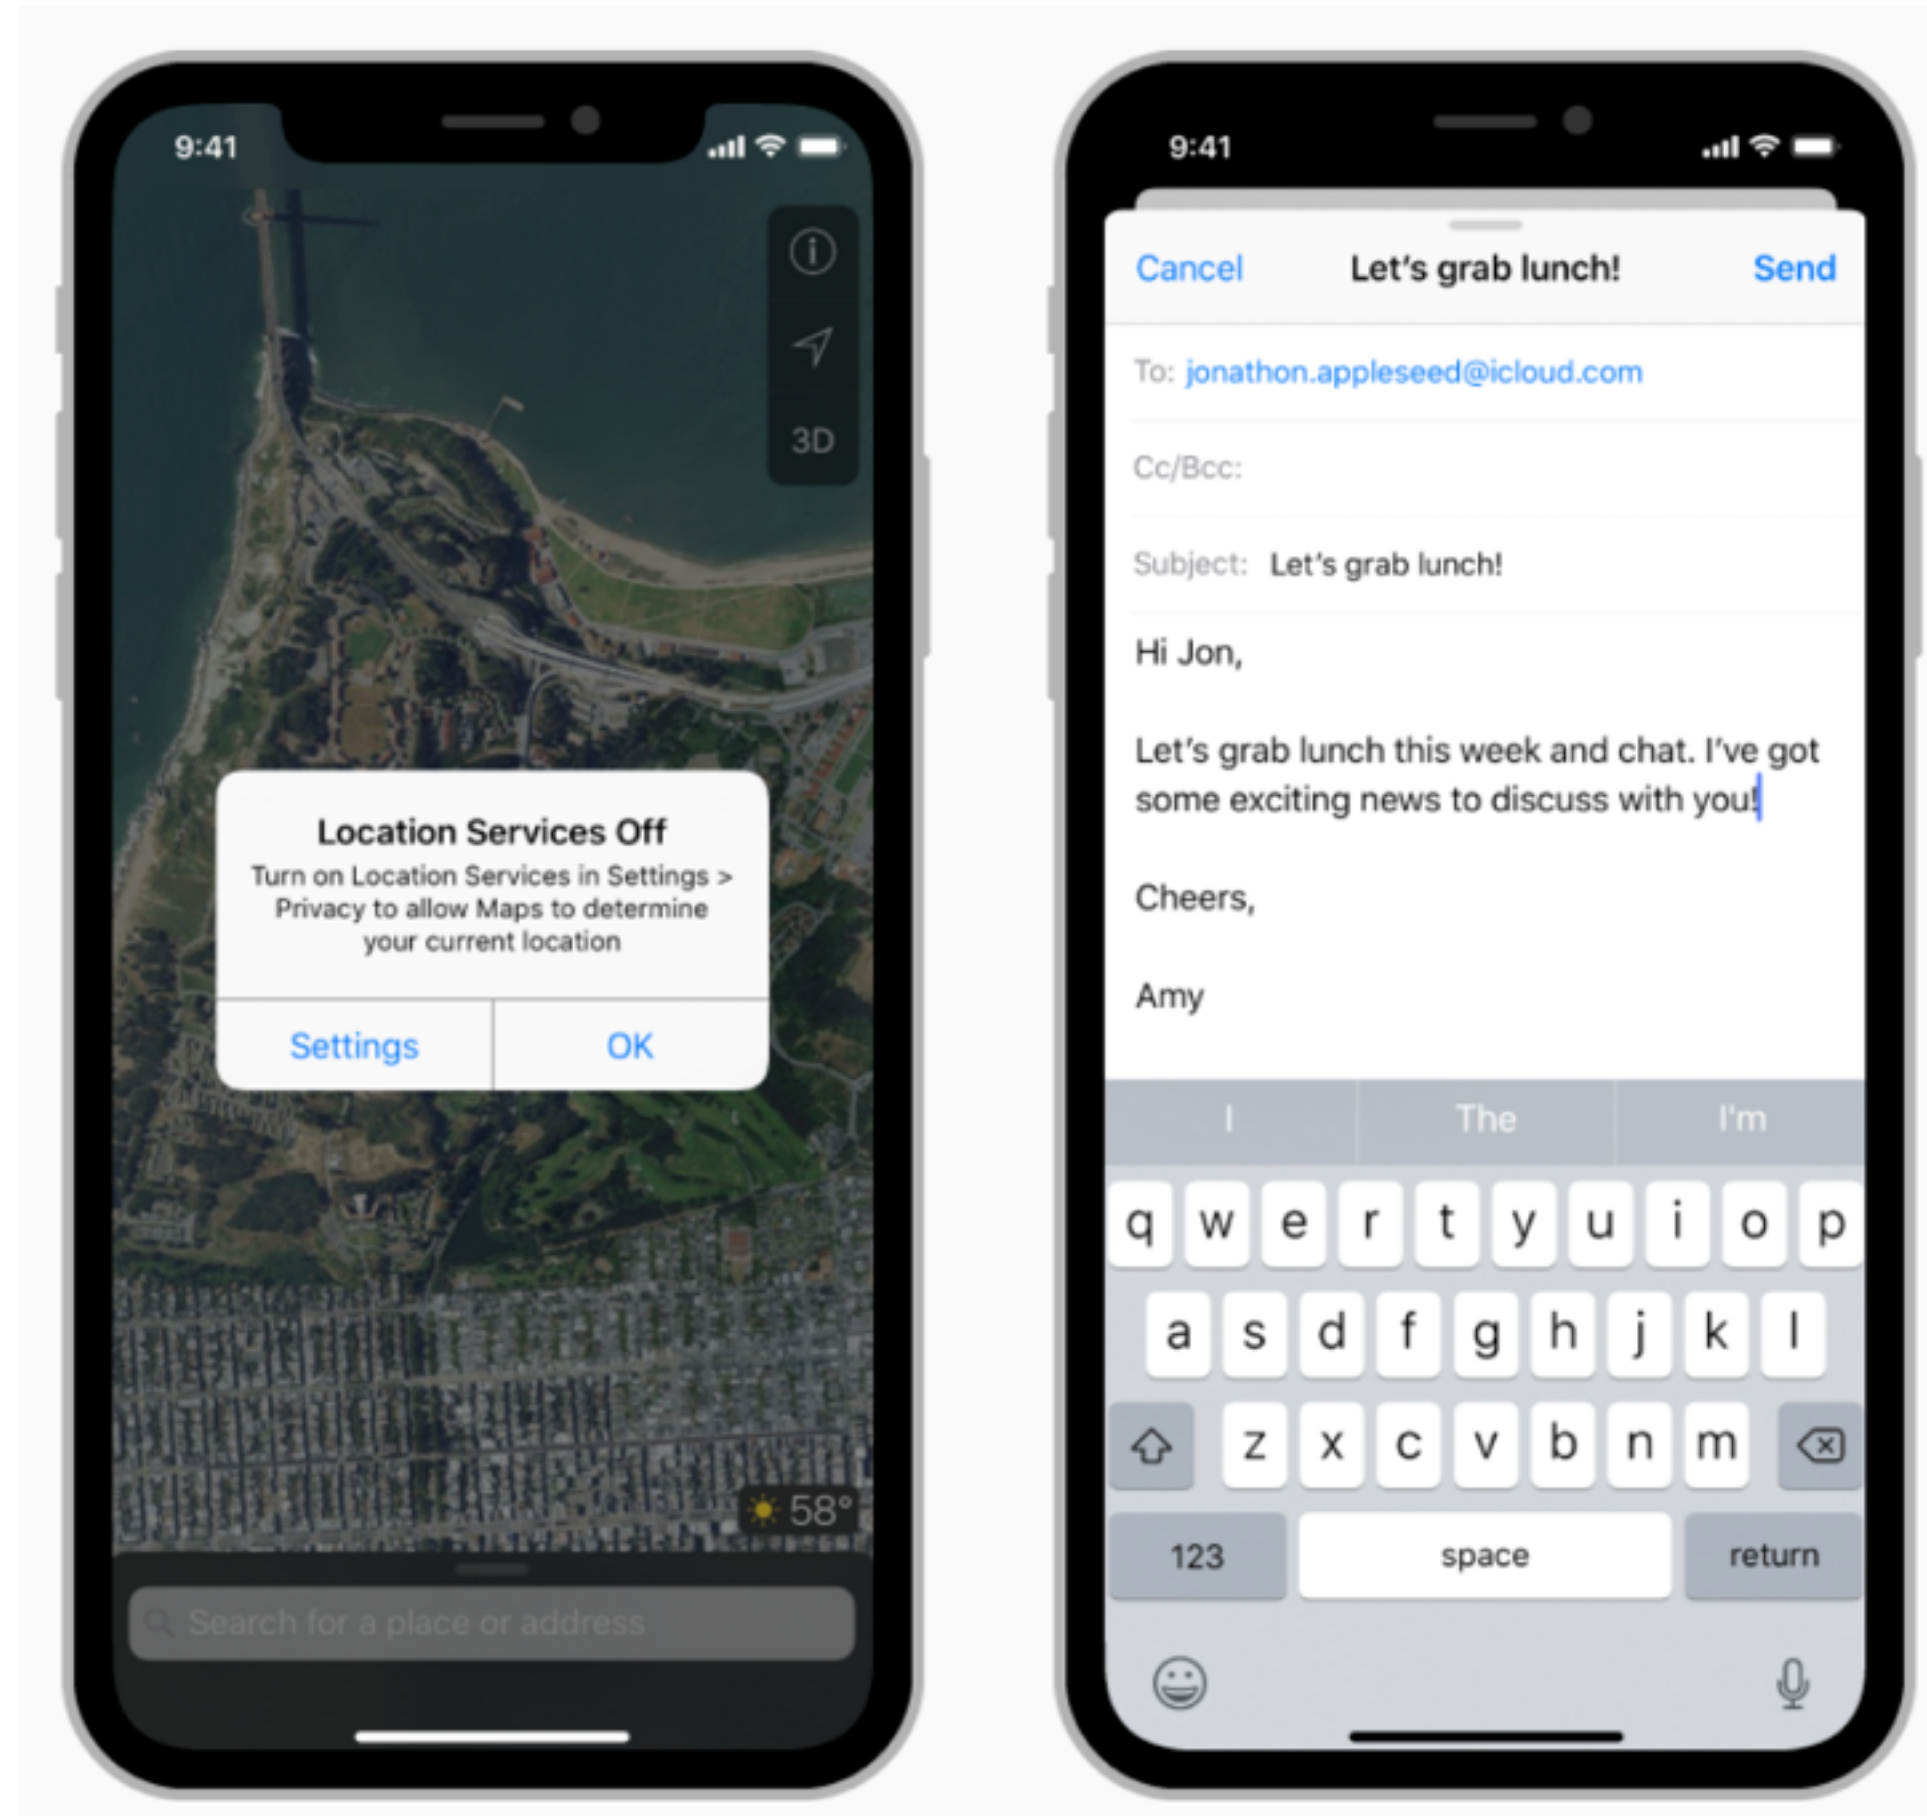 9:41
3D
Location Services Off
Turn on Location Services in Settings >
Privacy to allow Maps to determine
your current location
Settings
OK
58°
Search for a place or address
9:41
Cancel
Let's grab lunch!
Send
To: jonathon.appleseed@icloud.com
Cc/Bcc:
Subject: Let's grab lunch!
Hi Jon,
Let's grab lunch this week and chat. I've got
some exciting news to discuss with you!
Cheers,
Amy
I
The
I'm
q w e r t y u i o p
a s d f g h j k l
z x c v b n m
123
space
return